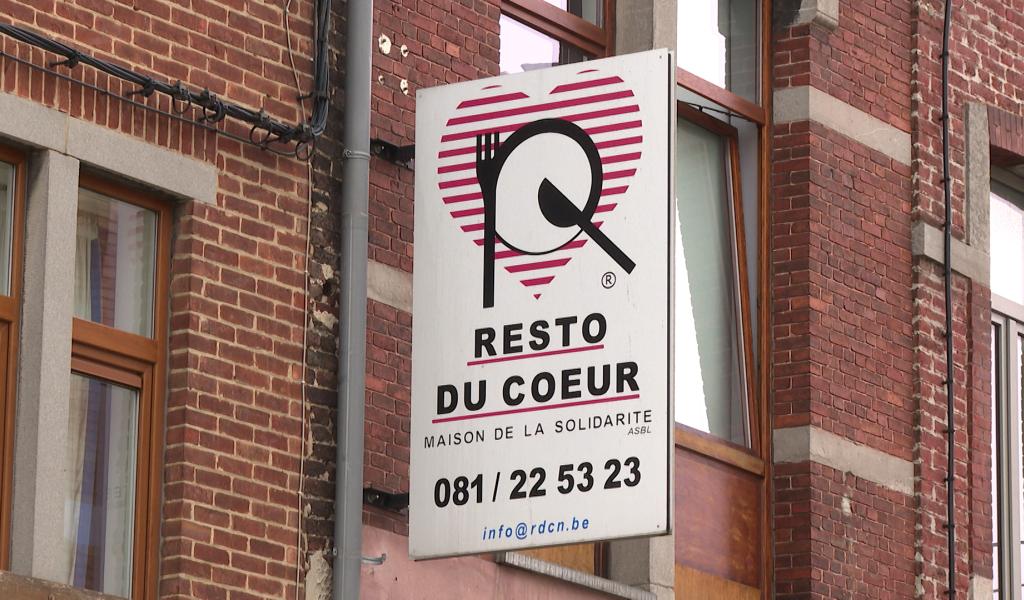 ®
RESTO
DU COEUR
MAISON DE LA SOLIDARITE
ASBL
081 / 22 53 23
info@rdcn.be